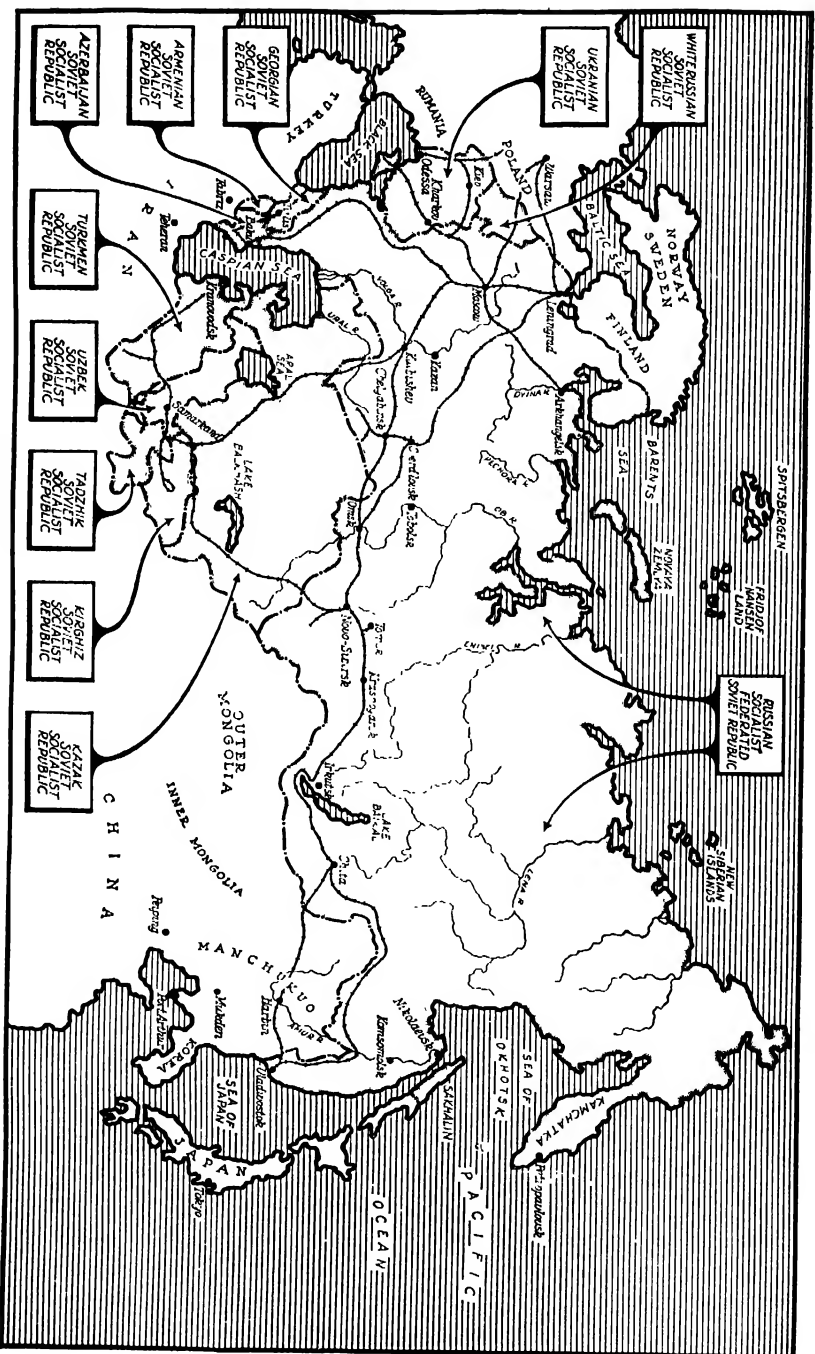 WHITE RUSSIAN
SOVIET
SOCIALIST
REPUBLIC
UKRANIAN
SOVIET
SOCIALIST
REPUBLIC
GEORGIAN
SOVIET
SOCIALIST
REPUBLIC
ARMENIAN
SOVIET
SOCIALIST
REPUBLIC
AZERBAIJAN
SOVIET
SOCIALIST
REPUBLIC
TURKMEN
SOVIET
SOCIALIST
REPUBLIC
UZBEK
SOVIET
SOCIALIST
REPUBLIC
TADZHIK
SOVIET
SOCIALIST
REPUBLIC
KIRGHIZ
SOVIET
SOCIALIST
REPUBLIC
KAZAK
SOVIET
SOCIALIST
REPUBLIC
RUSSIAN
SOCIALIST
FEDERATED
SOVIET REPUBLIC
SPITSBERGEN
FRIDJOF
NANSEN
LAND
NOVAYA
ZEMLYA
NEW
SIBERIAN
ISLANDS
BARENTS
SEA
NORWAY
SWEDEN
FINLAND
BALTIC SEA
POLAND
Warsaw
RUMANIA
TURKEY
BLACK SEA
Odessa
Kharkov
Kiev
Moscow
Leningrad
Arkhangelsk
DVINA R
PECHORA R
OB R
LENA R
VOLGA R
URAL R
Kazan
Kuibushev
Chelyabinsk
Tobolsk
Omsk
Novo-Sibirsk
Krasnoyarsk
Irkutsk
LAKE
BAIKAL
Chita
CASPIAN SEA
ARAL
SEA
LAKE
BALKHASH
Samarkand
Baku
Tabriz
Teheran
IRAN
OUTER
MONGOLIA
INNER MONGOLIA
CHINA
Peiping
MANCHUKUO
Harbin
Mukden
Port Arthur
KOREA
AMUR R
Vladivostok
Komsomolsk
Nikolaevsk
SAKHALIN
SEA OF
OKHOTSK
KAMCHATKA
Petropavlovsk
SEA OF
JAPAN
JAPAN
Tokyo
PACIFIC
OCEAN